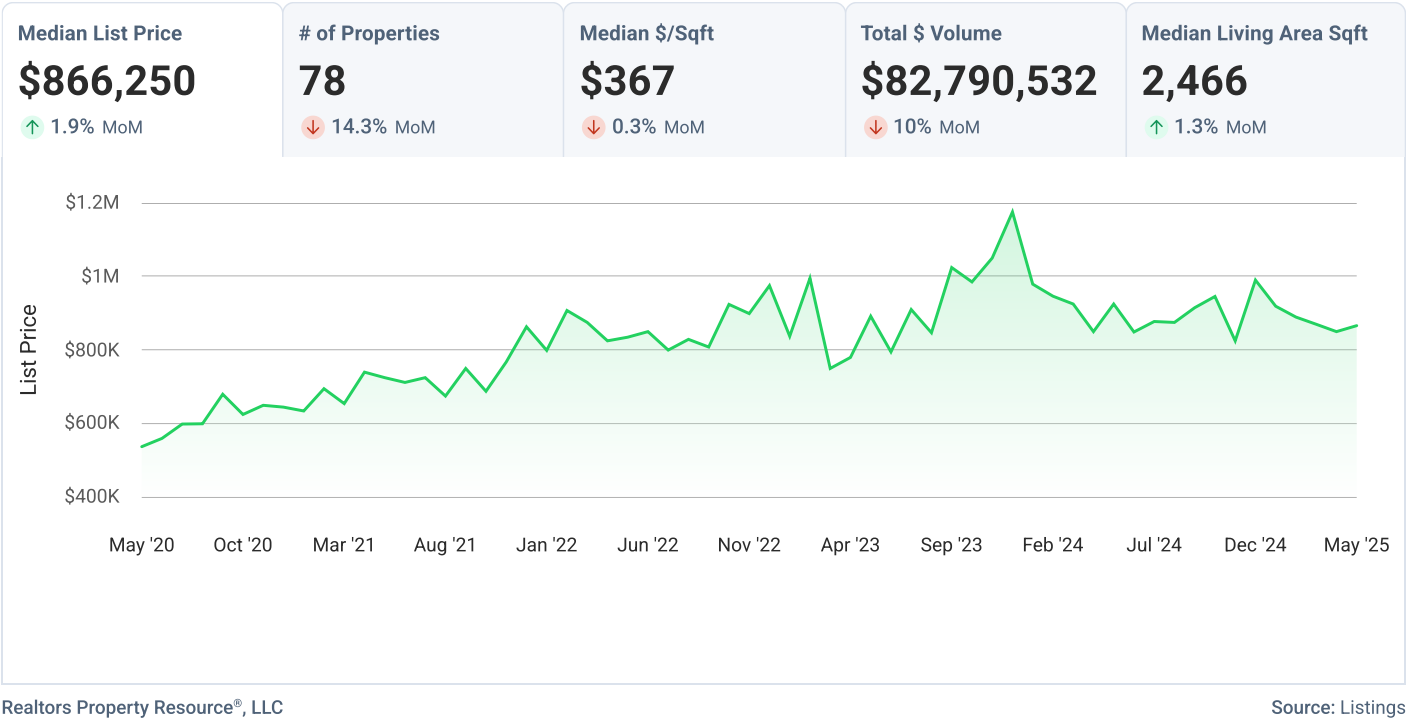 Median List Price
$866,250
1.9% MoM
# of Properties
78
14.3% MoM
Median $/Sqft
$367
0.3% MoM
Total $ Volume
$82,790,532
10% MoM
Median Living Area Sqft
2,466
1.3% MoM
List Price
$1.2M
$1M
$800K
$600K
$400K
May '20 Oct '20 Mar '21 Aug '21 Jan '22 Jun '22 Nov '22 Apr '23 Sep '23 Feb '24 Jul '24 Dec '24 May '25
Realtors Property Resource®, LLC
Source: Listings